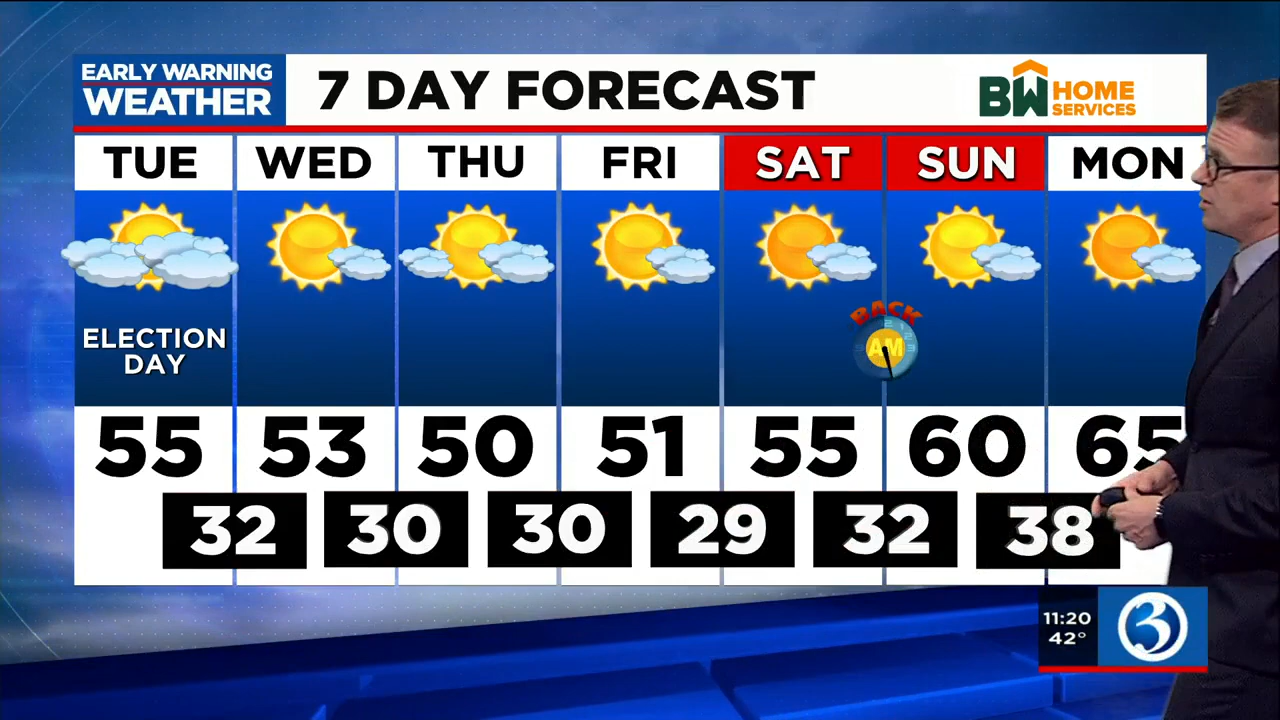 EARLY WARNING
WEATHER
7 DAY FORECAST
BW HOME
SERVICES
TUE WED THU FRI SAT SUN MON
BACK
AM
ELECTION
DAY
55 53 50 51 55 60 65
32 30 30 29 32 38
11:20
42°
3